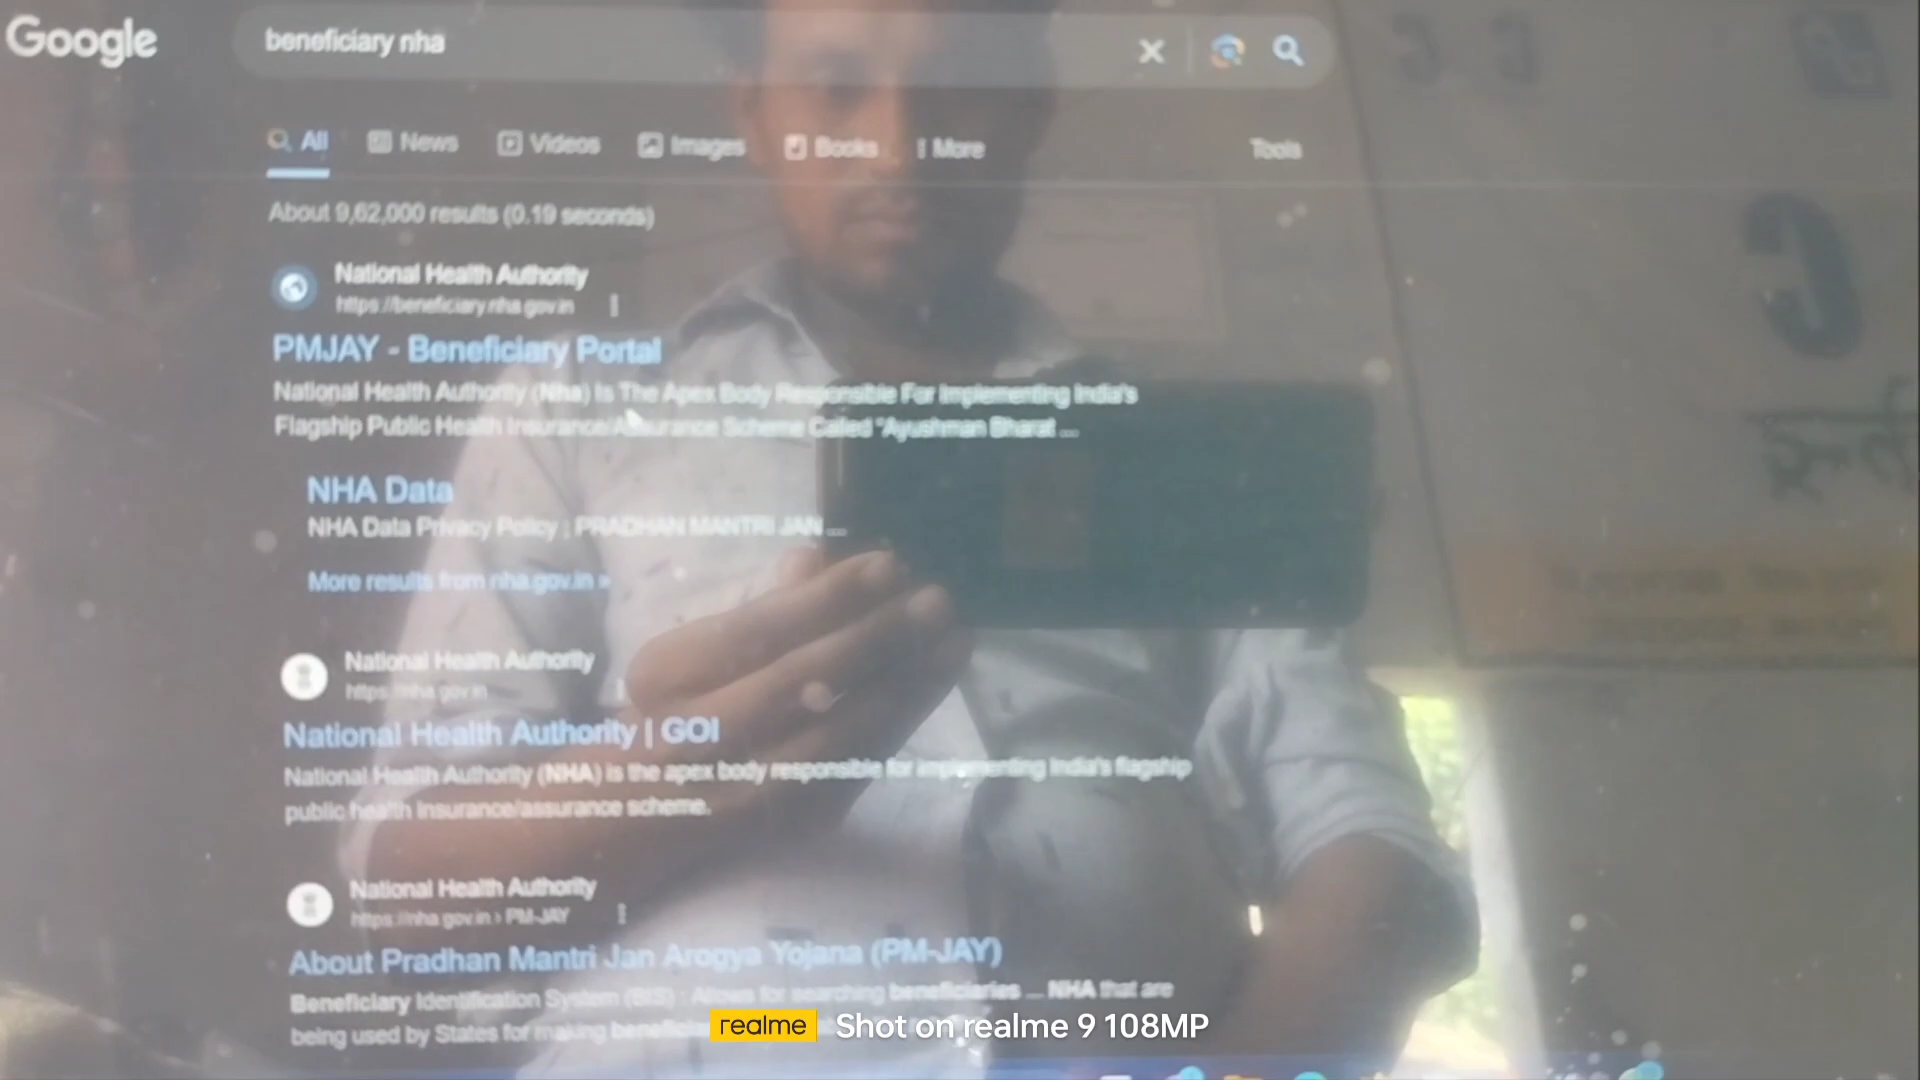 Google
beneficiary nha
All News Videos Images Books More Tools
About 9,62,000 results (0.19 seconds)
National Health Authority
https://beneficiary.nha.gov.in
PMJAY - Beneficiary Portal
National Health Authority (Nha) Is The Apex Body Responsible For Implementing India's
Flagship Public Health Insurance/Assurance Scheme Called "Ayushman Bharat ...
NHA Data
NHA Data Privacy Policy ; PRADHAN MANTRI JAN ...
More results from nha.gov.in »
National Health Authority
https://nha.gov.in
National Health Authority | GOI
National Health Authority (NHA) is the apex body responsible for implementing India's flagship
public health insurance/assurance scheme.
National Health Authority
https://nha.gov.in › PM-JAY
About Pradhan Mantri Jan Arogya Yojana (PM-JAY)
Beneficiary Identification System (BIS) : Allows for searching beneficiaries ... NHA that are
being used by States for making
realme Shot on realme 9 108MP